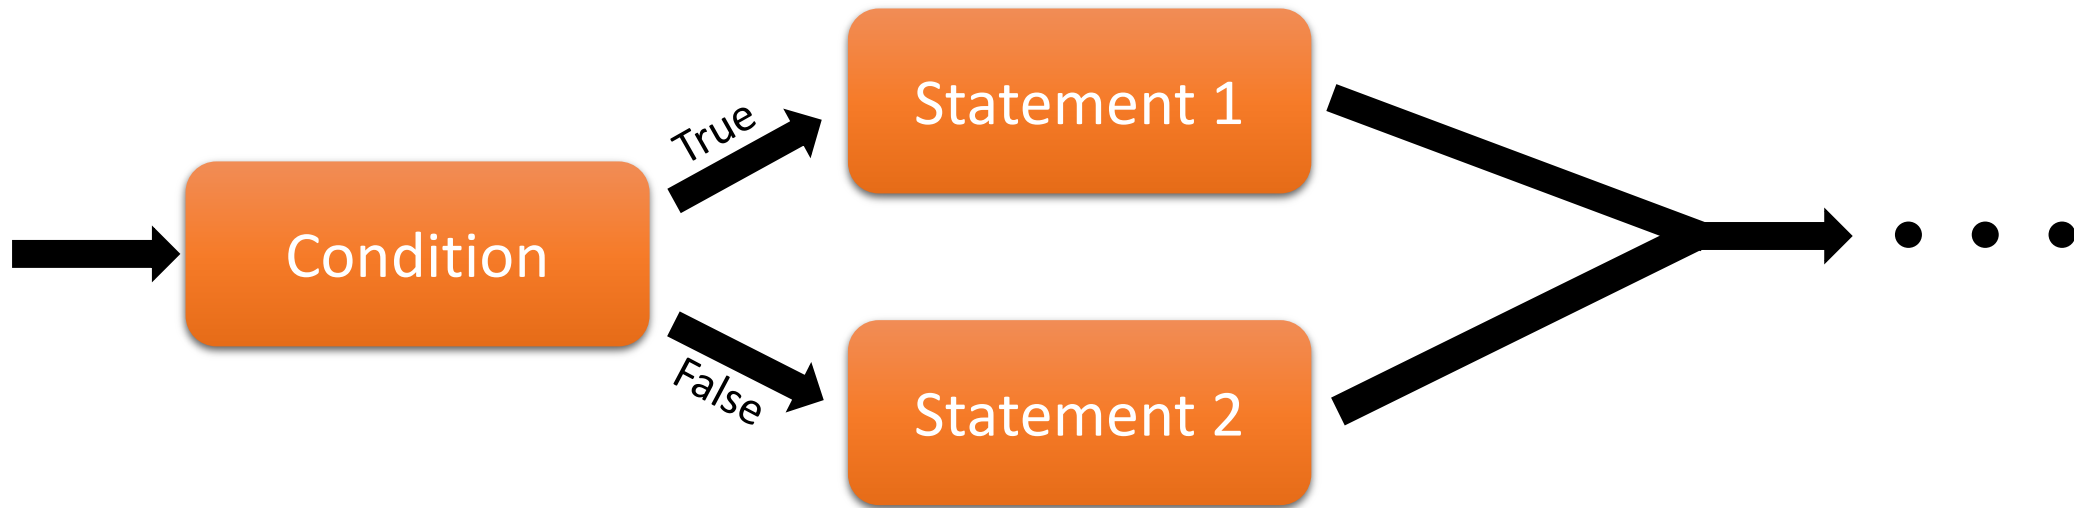 Condition
True
Statement 1
False
Statement 2